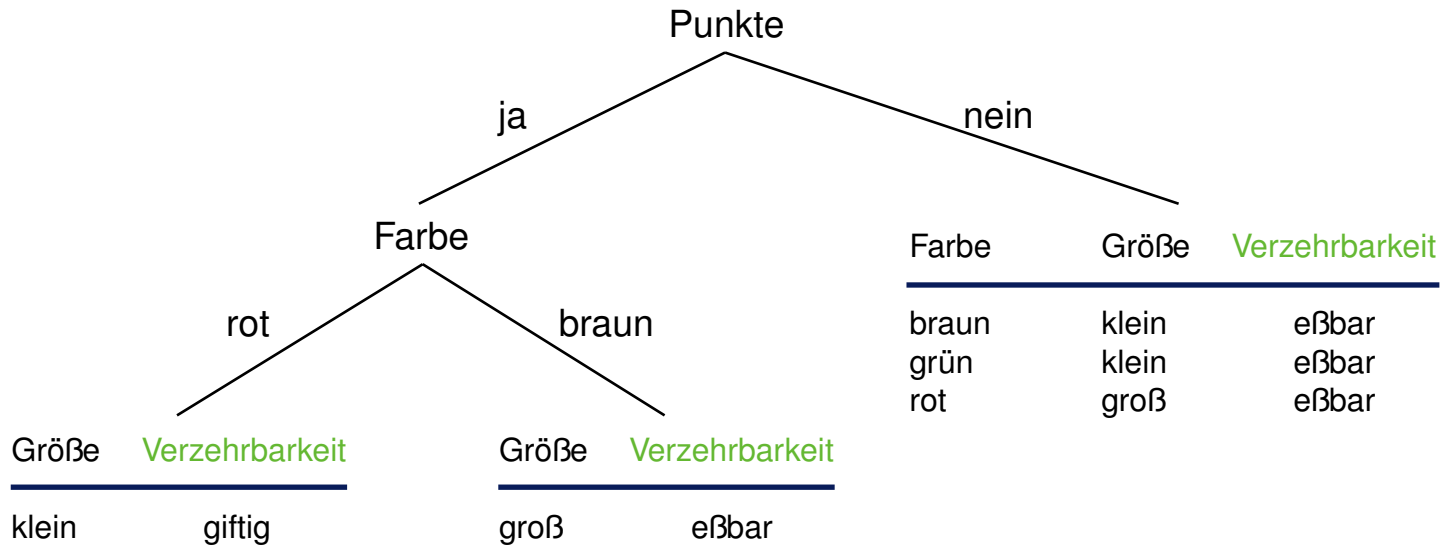 Punkte
ja
nein
Farbe
rot
braun
Farbe Größe Verzehrbarkeit
braun klein eßbar
grün klein eßbar
rot groß eßbar
Größe Verzehrbarkeit
klein giftig
Größe Verzehrbarkeit
groß eßbar